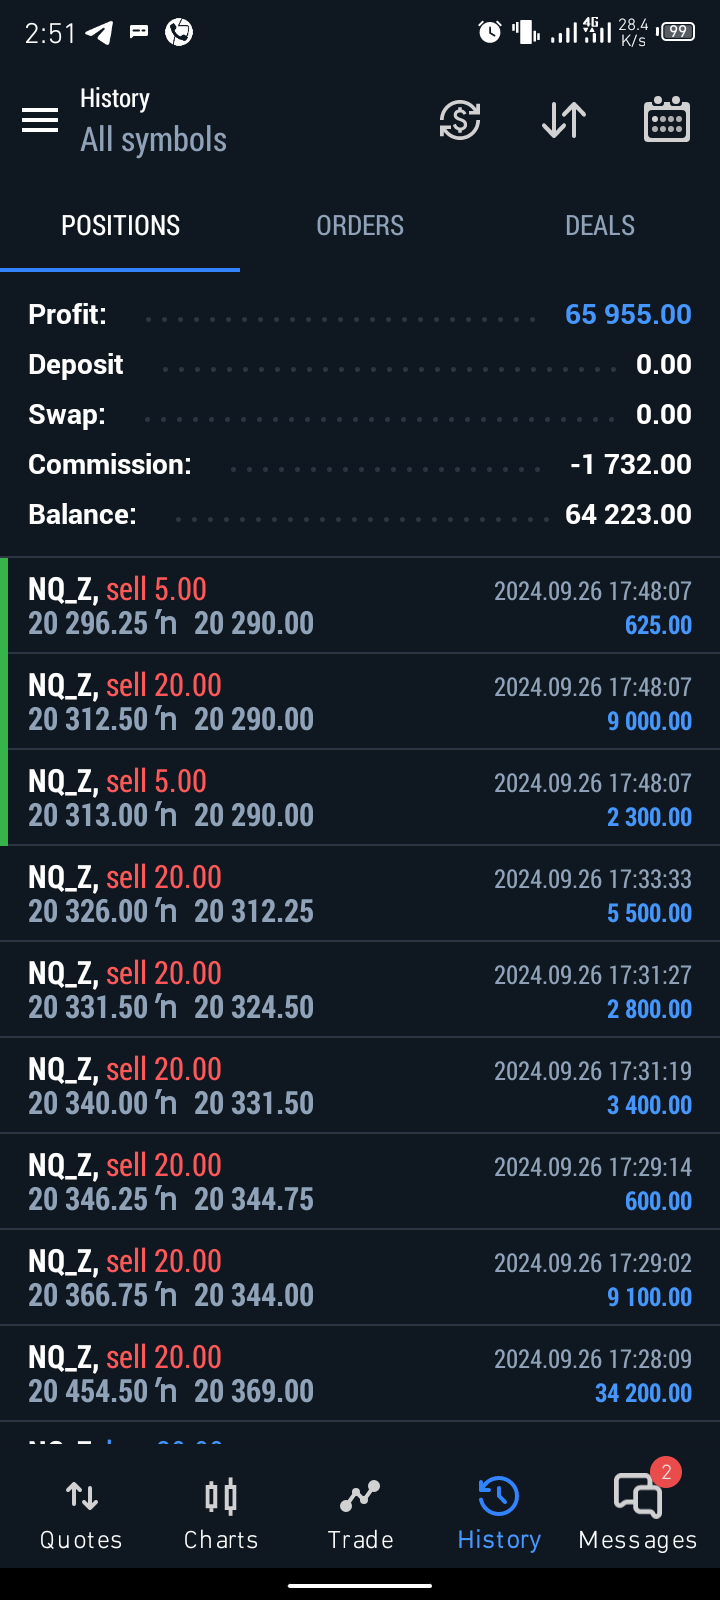 2:51
4G
28.4
K/s
99
History
All symbols
POSITIONS ORDERS DEALS
Profit: 65 955.00
Deposit 0.00
Swap: 0.00
Commission: -1 732.00
Balance: 64 223.00
NQ_Z, sell 5.00 2024.09.26 17:48:07
20 296.25 ’n 20 290.00 625.00
NQ_Z, sell 20.00 2024.09.26 17:48:07
20 312.50 ’n 20 290.00 9 000.00
NQ_Z, sell 5.00 2024.09.26 17:48:07
20 313.00 ’n 20 290.00 2 300.00
NQ_Z, sell 20.00 2024.09.26 17:33:33
20 326.00 ’n 20 312.25 5 500.00
NQ_Z, sell 20.00 2024.09.26 17:31:27
20 331.50 ’n 20 324.50 2 800.00
NQ_Z, sell 20.00 2024.09.26 17:31:19
20 340.00 ’n 20 331.50 3 400.00
NQ_Z, sell 20.00 2024.09.26 17:29:14
20 346.25 ’n 20 344.75 600.00
NQ_Z, sell 20.00 2024.09.26 17:29:02
20 366.75 ’n 20 344.00 9 100.00
NQ_Z, sell 20.00 2024.09.26 17:28:09
20 454.50 ’n 20 369.00 34 200.00
2
Quotes Charts Trade History Messages